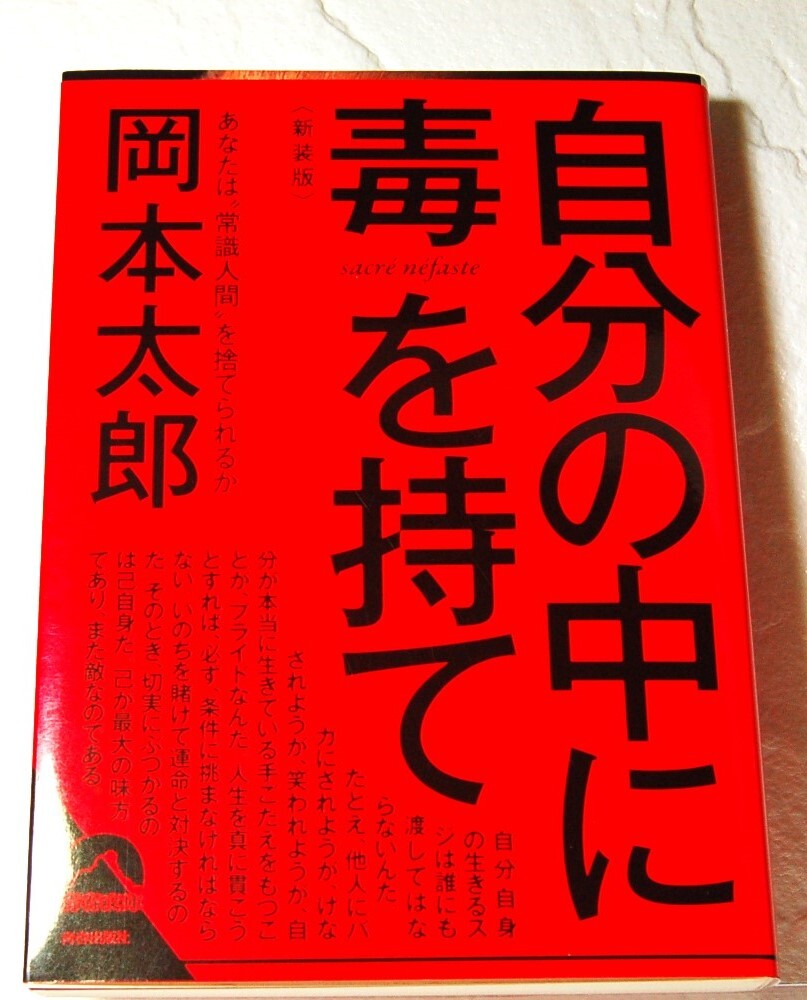 自分の中に
毒を持て
〈新装版〉
sacré néfaste
あなたは“常識人間”を捨てられるか
岡本太郎
自分自身
の生きるス
ジは誰にも
渡してはな
らないんだ
たとえ、他人にバ
カにされようが、けな
されようが、笑われようが、自
分が本当に生きている手ごたえをもつこ
とが、プライドなんだ 人生を真に貫こう
とすれば、必ず、条件に挑まなければなら
ない いのちを賭けて運命と対決するの
だ そのとき、切実にぶつかるの
は己自身だ 己が最大の味方
であり、また敵なのである
青春出版社